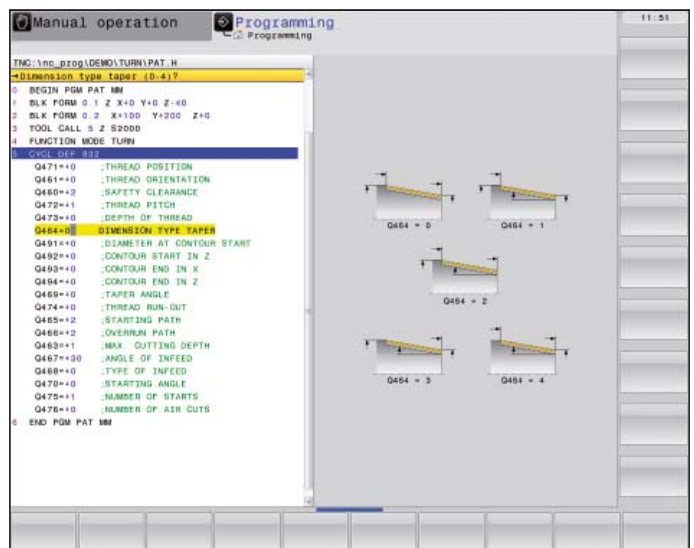 Manual operation
Programming
Programming
11:51
TNC:\nc_prog\DEMO\TURN\PAT.H
→Dimension type taper (0-4)?
0 BEGIN PGM PAT MM
1 BLK FORM 0.1 Z X+0 Y+0 Z-40
2 BLK FORM 0.2 X+100 Y+200 Z+0
3 TOOL CALL 5 Z S2000
4 FUNCTION MODE TURN
5 CYCL DEF 832
Q471=+0 ;THREAD POSITION
Q461=+0 ;THREAD ORIENTATION
Q460=+2 ;SAFETY CLEARANCE
Q472=+1 ;THREAD PITCH
Q473=+0 ;DEPTH OF THREAD
Q464=0 DIMENSION TYPE TAPER
Q491=+0 ;DIAMETER AT CONTOUR START
Q492=+0 ;CONTOUR START IN Z
Q493=+0 ;CONTOUR END IN X
Q494=+0 ;CONTOUR END IN Z
Q469=+0 ;TAPER ANGLE
Q474=+0 ;THREAD RUN-OUT
Q465=+2 ;STARTING PATH
Q466=+2 ;OVERRUN PATH
Q463=+1 ;MAX. CUTTING DEPTH
Q467=+30 ;ANGLE OF INFEED
Q468=+0 ;TYPE OF INFEED
Q470=+0 ;STARTING ANGLE
Q475=+1 ;NUMBER OF STARTS
Q476=+0 ;NUMBER OF AIR CUTS
6 END PGM PAT MM
Q464 = 0
Q464 = 1
Q464 = 2
Q464 = 3
Q464 = 4